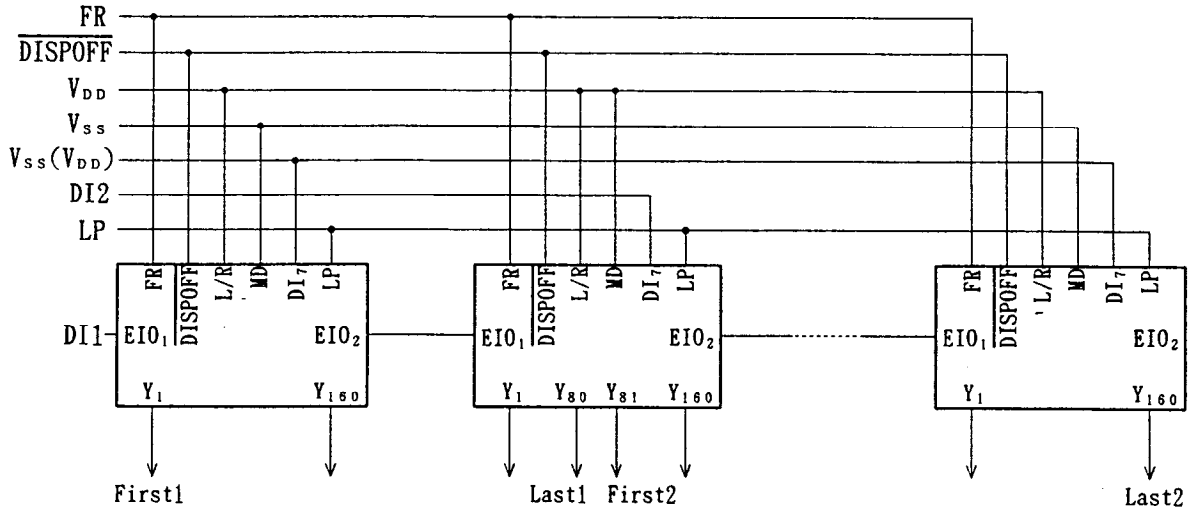 FR
DISPOFF
VDD
VSS
VSS(VDD)
DI2
LP
FR DISPOFF L/R MD DI7 LP
FR DISPOFF L/R MD DI7 LP
FR DISPOFF L/R MD DI7 LP
DI1 EIO1 EIO2 EIO1 EIO2 EIO1 EIO2
Y1 Y160 Y1 Y80 Y81 Y160 Y1 Y160
First1 Last1 First2 Last2